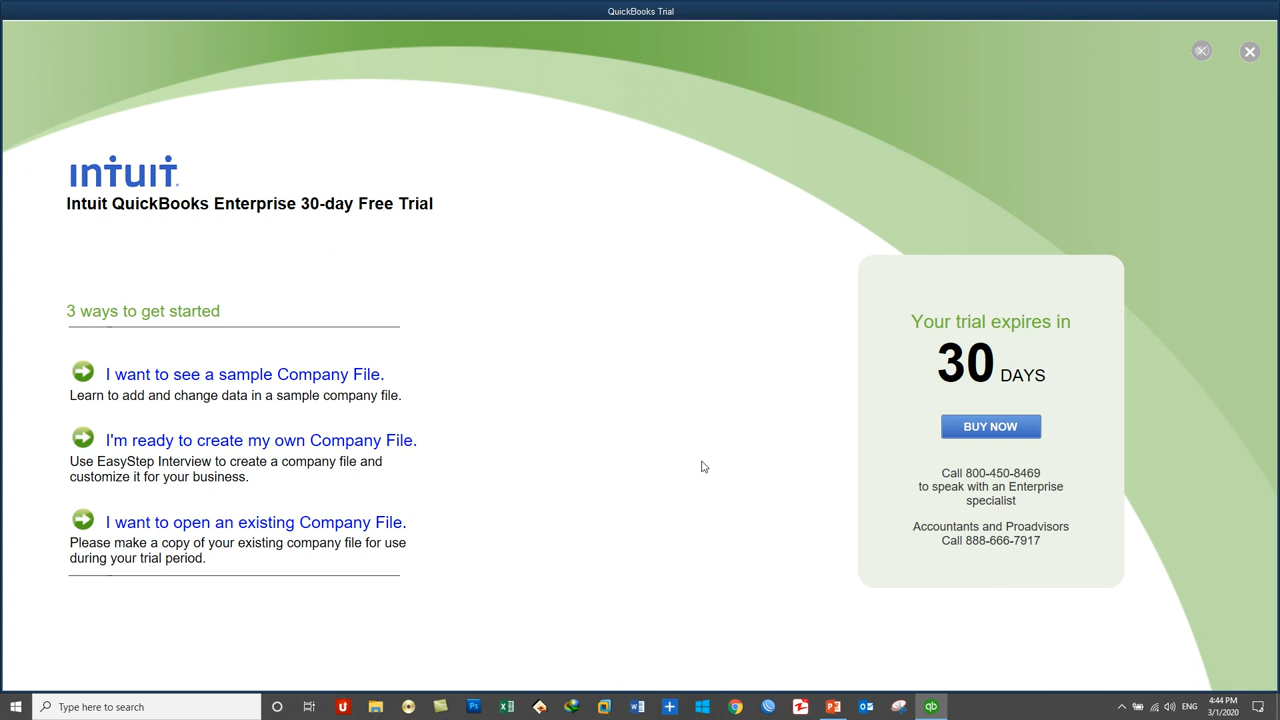 QuickBooks Trial
intuit
Intuit QuickBooks Enterprise 30-day Free Trial
3 ways to get started
I want to see a sample Company File.
Learn to add and change data in a sample company file.
I'm ready to create my own Company File.
Use EasyStep Interview to create a company file and
customize it for your business.
I want to open an existing Company File.
Please make a copy of your existing company file for use
during your trial period.
Your trial expires in
30 DAYS
BUY NOW
Call 800-450-8469
to speak with an Enterprise
specialist
Accountants and Proadvisors
Call 888-666-7917
Type here to search
ENG
4:44 PM
3/1/2020
qb